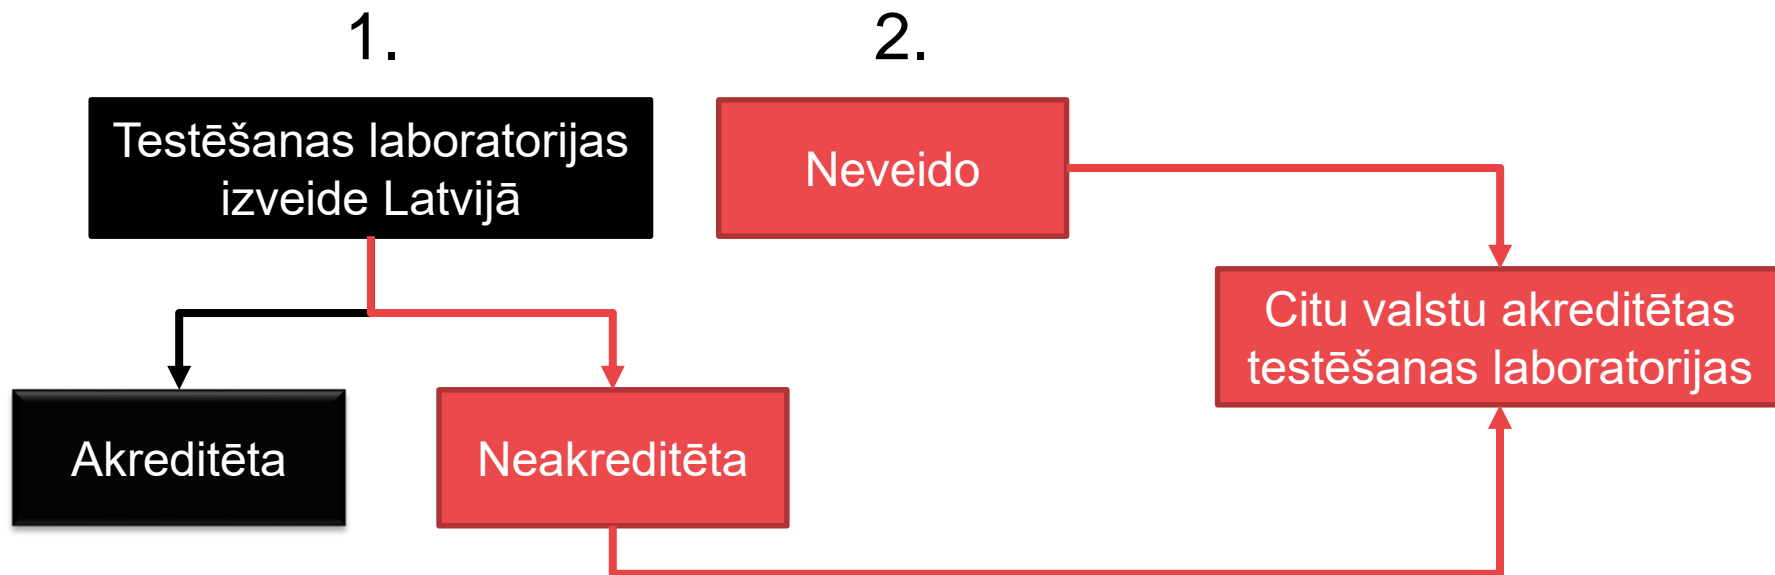 1.
2.
Testēšanas laboratorijas
izveide Latvijā
Neveido
Citu valstu akreditētas
testēšanas laboratorijas
Akreditēta
Neakreditēta